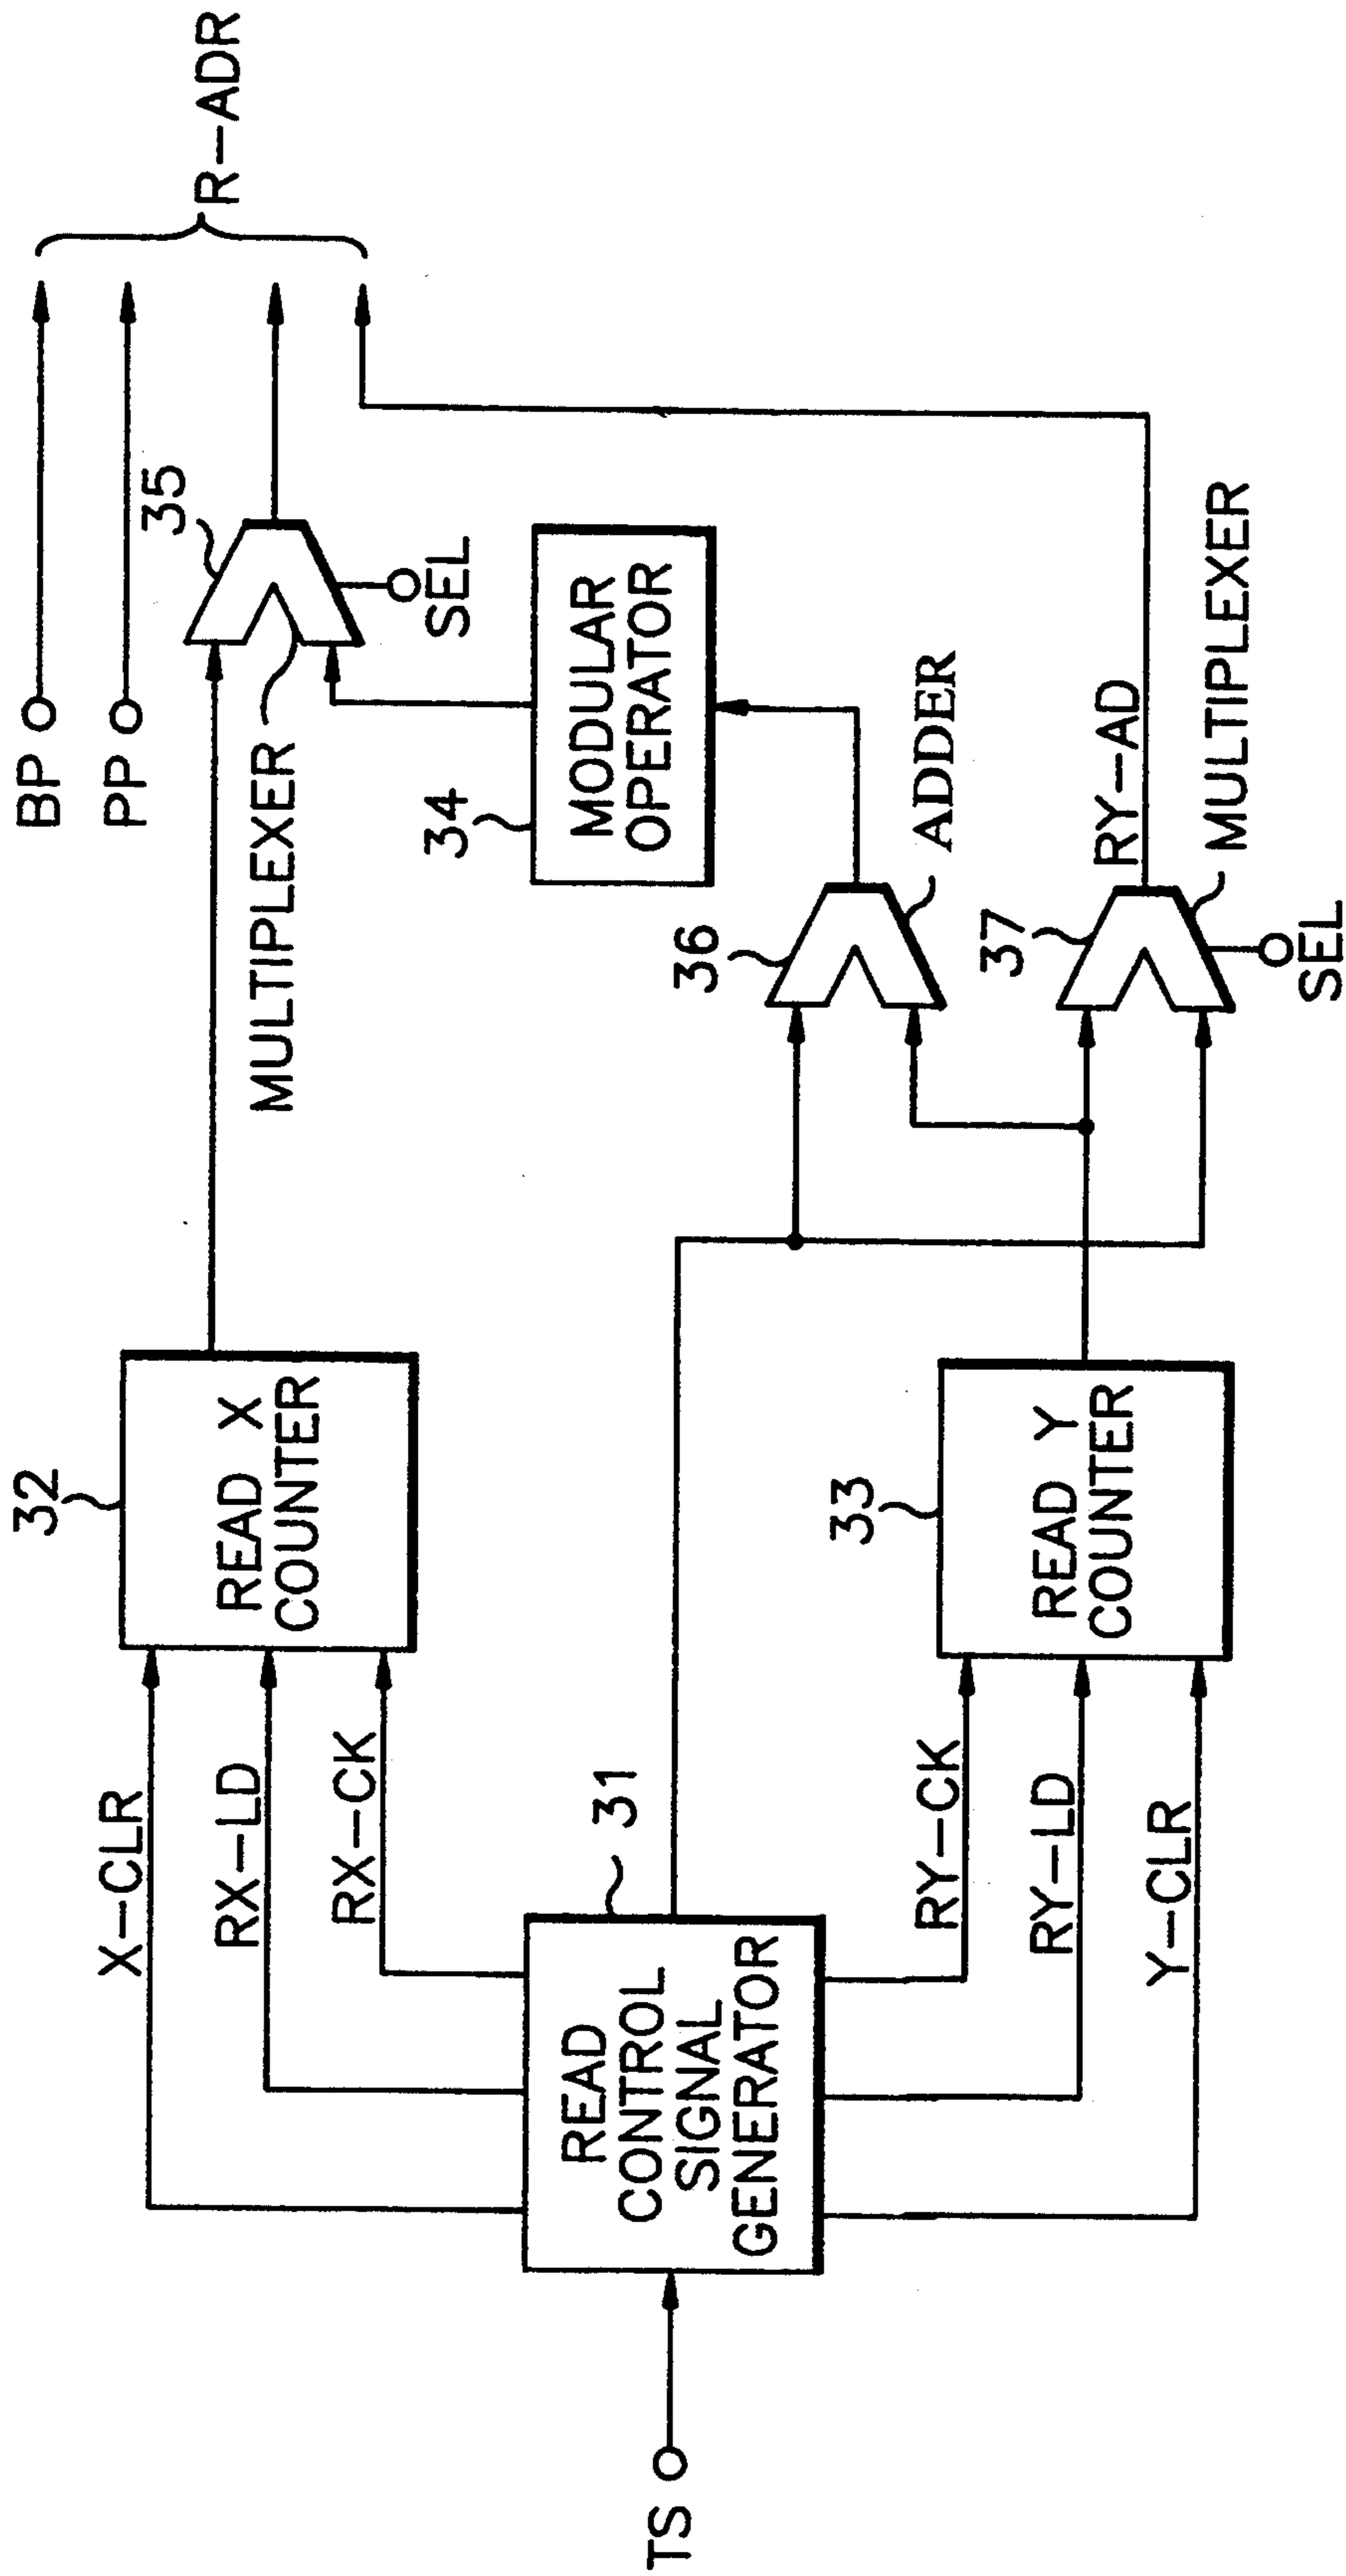 BP
PP
R-ADR
35
MULTIPLEXER
SEL
32
READ X
COUNTER
X-CLR
RX-LD
RX-CK
34
MODULAR
OPERATOR
TS
READ
CONTROL
SIGNAL
GENERATOR
31
36
ADDER
RY-CK
RY-LD
Y-CLR
33
READ Y
COUNTER
37
RY-AD
MULTIPLEXER
SEL